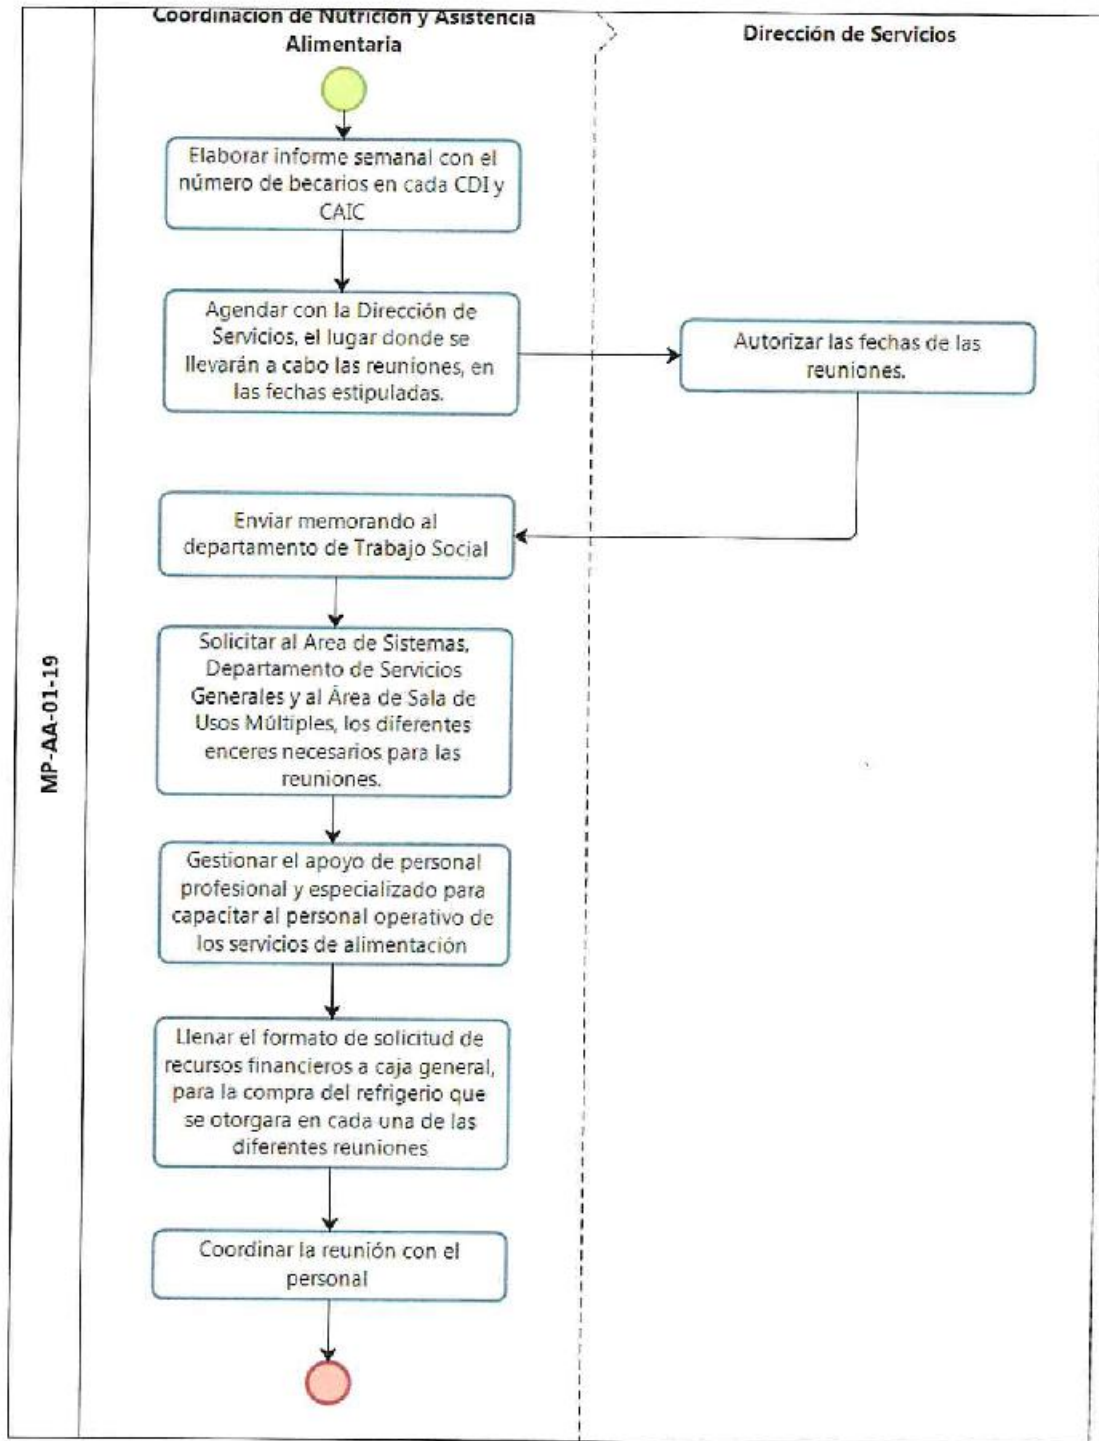 Coordinación de Nutrición y Asistencia
Alimentaria
Dirección de Servicios
Elaborar informe semanal con el
número de becarios en cada CDI y
CAIC
Agendar con la Dirección de
Servicios, el lugar donde se
llevarán a cabo las reuniones, en
las fechas estipuladas.
Autorizar las fechas de las
reuniones.
Enviar memorando al
departamento de Trabajo Social
Solicitar al Area de Sistemas,
Departamento de Servicios
Generales y al Área de Sala de
Usos Múltiples, los diferentes
enceres necesarios para las
reuniones.
MP-AA-01-19
Gestionar el apoyo de personal
profesional y especializado para
capacitar al personal operativo de
los servicios de alimentación
Llenar el formato de solicitud de
recursos financieros a caja general,
para la compra del refrigerio que
se otorgara en cada una de las
diferentes reuniones
Coordinar la reunión con el
personal